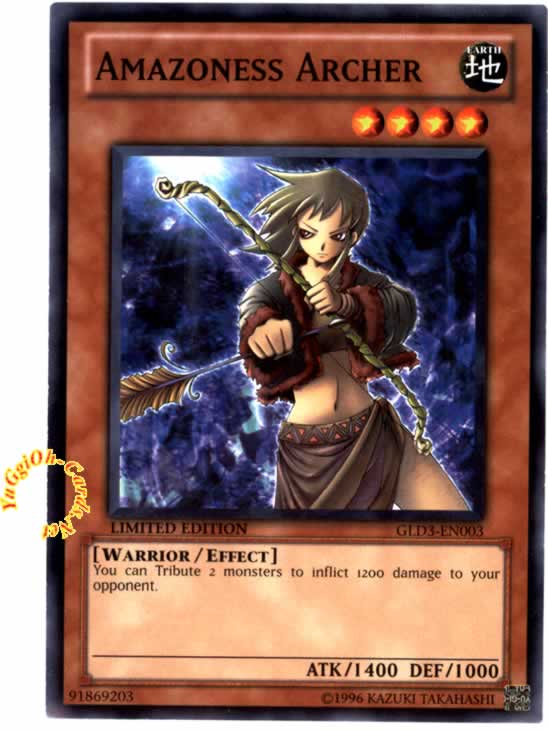 AMAZONESS ARCHER
EARTH
地
LIMITED EDITION
GLD3-EN003
[WARRIOR/EFFECT]
You can Tribute 2 monsters to inflict 1200 damage to your
opponent.
ATK/1400 DEF/1000
91869203
©1996 KAZUKI TAKAHASHI
YuGgiOh-Cards.Net